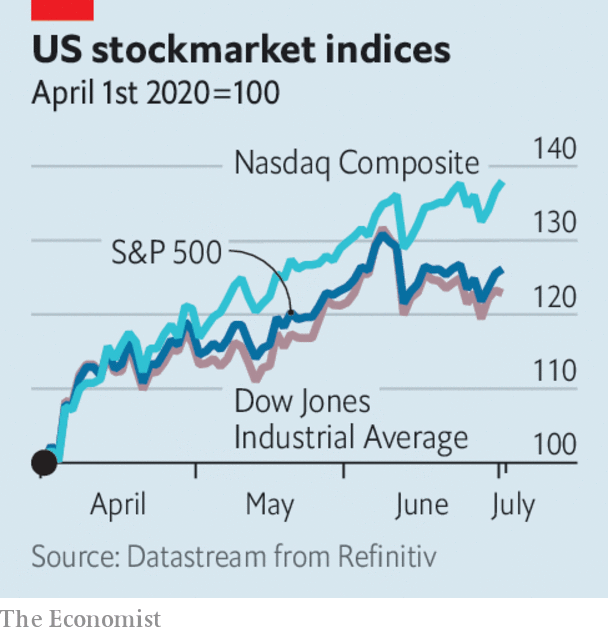 US stockmarket indices
April 1st 2020=100
140
Nasdaq Composite
130
S&P 500
120
110
Dow Jones
Industrial Average
100
April May June July
Source: Datastream from Refinitiv
The Economist